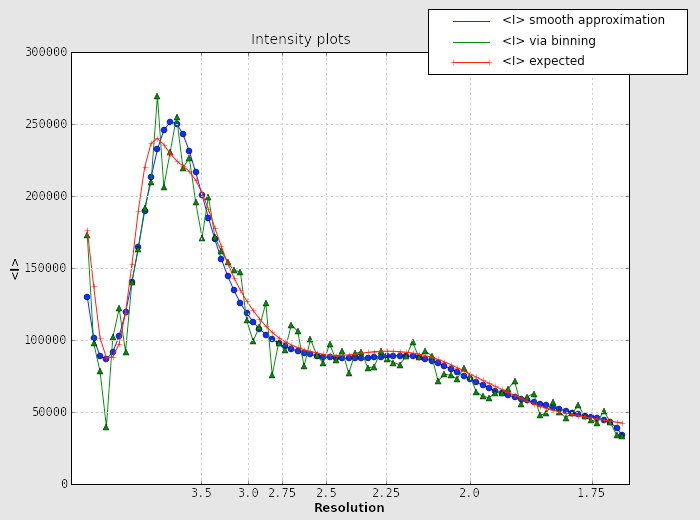 Intensity plots
<I> smooth approximation
<I> via binning
<I> expected
300000
250000
200000
150000
100000
50000
0
<I>
3.5 3.0 2.75 2.5 2.25 2.0 1.75
Resolution